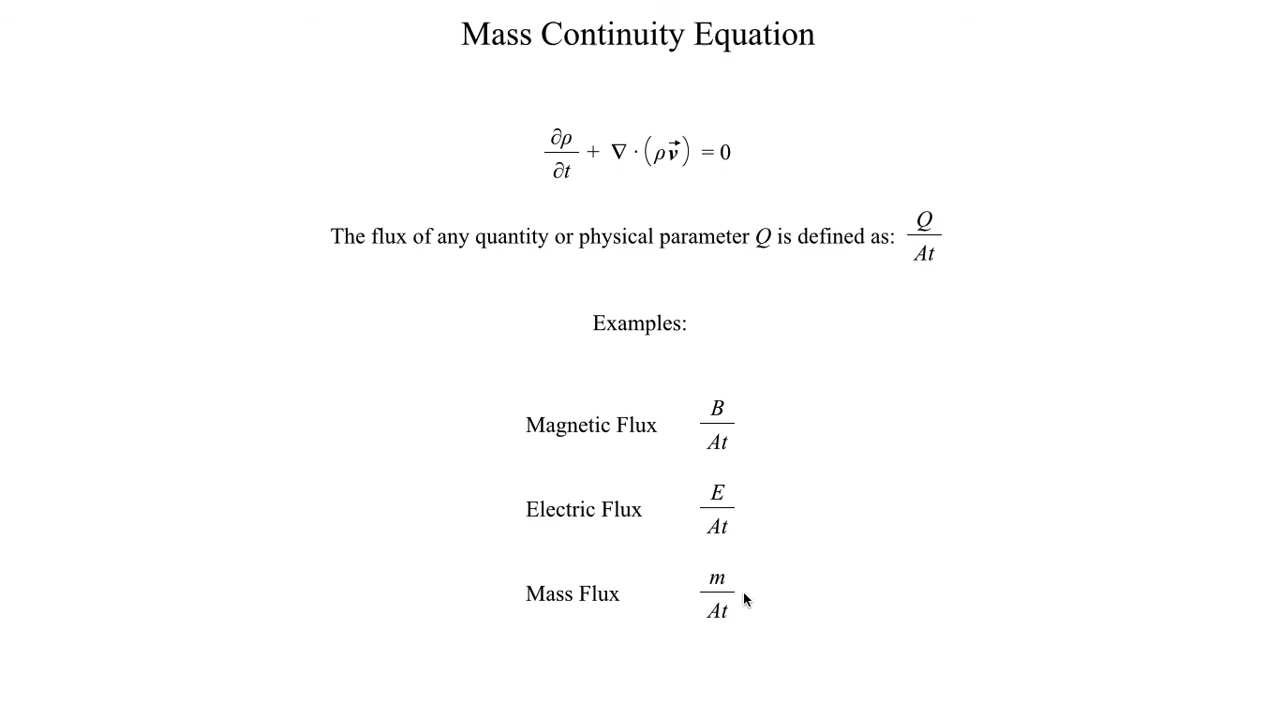 Mass Continuity Equation
∂ρ/∂t + ∇ · (ρv⃗) = 0
The flux of any quantity or physical parameter Q is defined as: Q/At
Examples:
Magnetic Flux B/At
Electric Flux E/At
Mass Flux m/At